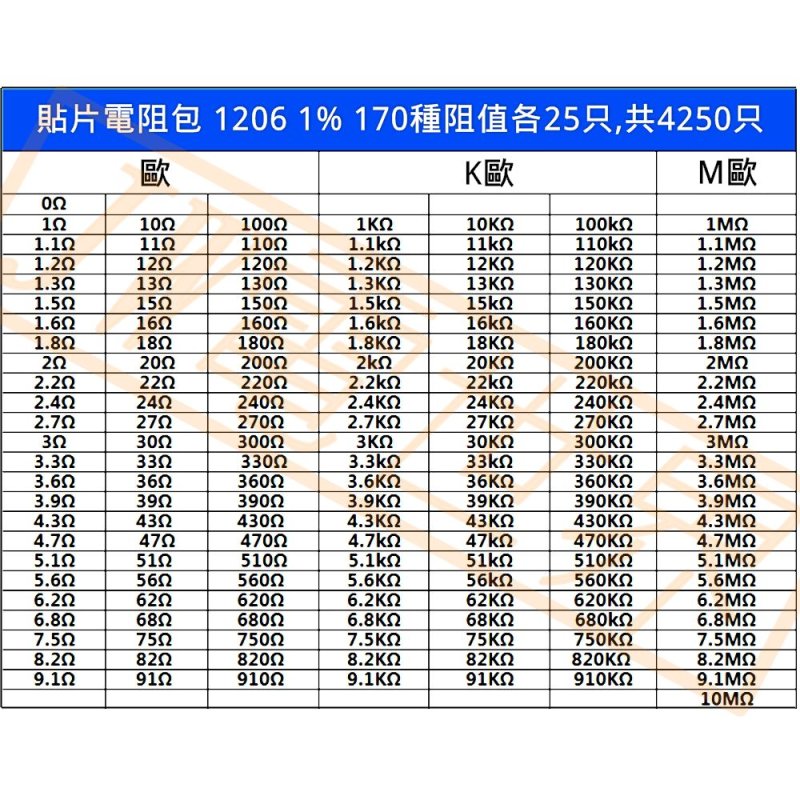 貼片電阻包 1206 1% 170種阻值各25只,共4250只
歐 K歐 M歐
0Ω
1Ω 10Ω 100Ω 1KΩ 10KΩ 100kΩ 1MΩ
1.1Ω 11Ω 110Ω 1.1kΩ 11kΩ 110kΩ 1.1MΩ
1.2Ω 12Ω 120Ω 1.2KΩ 12KΩ 120KΩ 1.2MΩ
1.3Ω 13Ω 130Ω 1.3KΩ 13KΩ 130KΩ 1.3MΩ
1.5Ω 15Ω 150Ω 1.5kΩ 15kΩ 150KΩ 1.5MΩ
1.6Ω 16Ω 160Ω 1.6kΩ 16kΩ 160KΩ 1.6MΩ
1.8Ω 18Ω 180Ω 1.8KΩ 18KΩ 180kΩ 1.8MΩ
2Ω 20Ω 200Ω 2kΩ 20KΩ 200KΩ 2MΩ
2.2Ω 22Ω 220Ω 2.2kΩ 22kΩ 220kΩ 2.2MΩ
2.4Ω 24Ω 240Ω 2.4KΩ 24KΩ 240KΩ 2.4MΩ
2.7Ω 27Ω 270Ω 2.7KΩ 27KΩ 270KΩ 2.7MΩ
3Ω 30Ω 300Ω 3KΩ 30KΩ 300KΩ 3MΩ
3.3Ω 33Ω 330Ω 3.3kΩ 33kΩ 330KΩ 3.3MΩ
3.6Ω 36Ω 360Ω 3.6KΩ 36KΩ 360KΩ 3.6MΩ
3.9Ω 39Ω 390Ω 3.9KΩ 39KΩ 390KΩ 3.9MΩ
4.3Ω 43Ω 430Ω 4.3KΩ 43KΩ 430KΩ 4.3MΩ
4.7Ω 47Ω 470Ω 4.7kΩ 47kΩ 470KΩ 4.7MΩ
5.1Ω 51Ω 510Ω 5.1kΩ 51kΩ 510KΩ 5.1MΩ
5.6Ω 56Ω 560Ω 5.6KΩ 56kΩ 560KΩ 5.6MΩ
6.2Ω 62Ω 620Ω 6.2KΩ 62KΩ 620KΩ 6.2MΩ
6.8Ω 68Ω 680Ω 6.8KΩ 68KΩ 680kΩ 6.8MΩ
7.5Ω 75Ω 750Ω 7.5KΩ 75KΩ 750KΩ 7.5MΩ
8.2Ω 82Ω 820Ω 8.2KΩ 82KΩ 820KΩ 8.2MΩ
9.1Ω 91Ω 910Ω 9.1KΩ 91KΩ 910KΩ 9.1MΩ
10MΩ